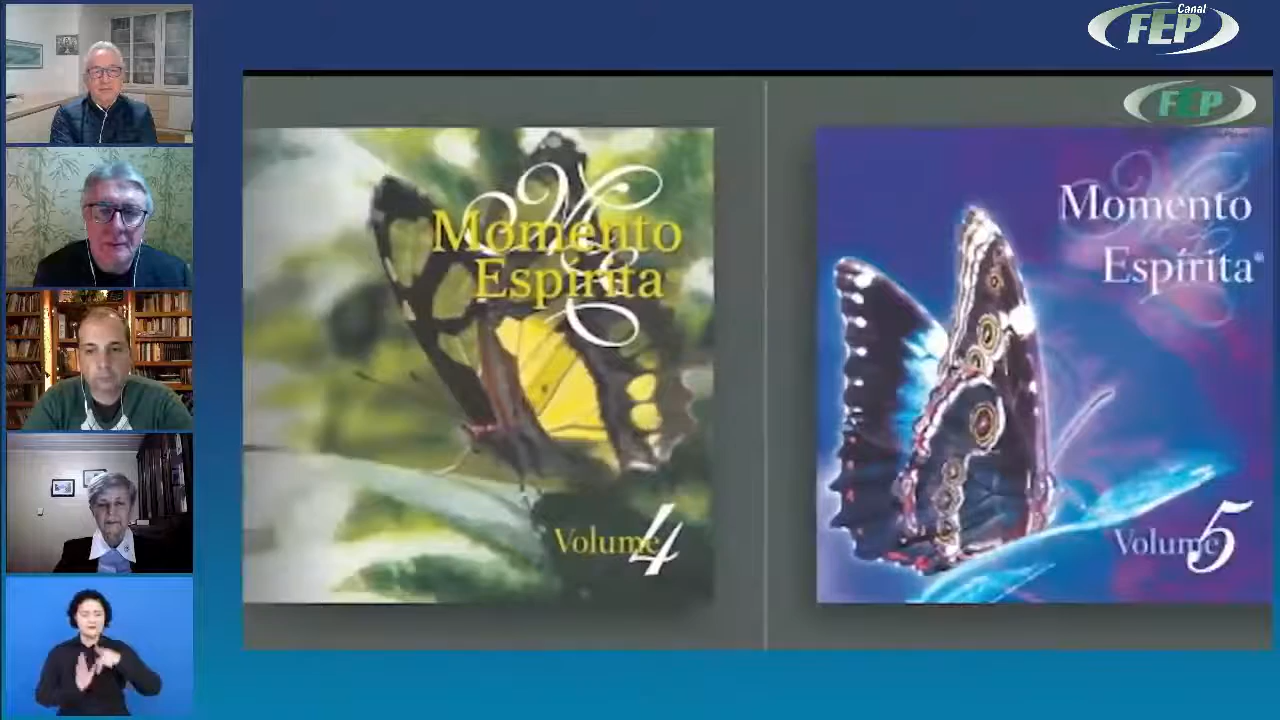 Canal
FEP
FEP
Momento
Espírita
Volume 4
Momento
Espírita®
Volume 5